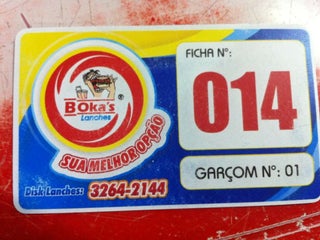 BOka's®
Lanches
SUA MELHOR OPÇÃO
Disk Lanches: 3264-2144
FICHA Nº:
014
GARÇOM Nº: 01